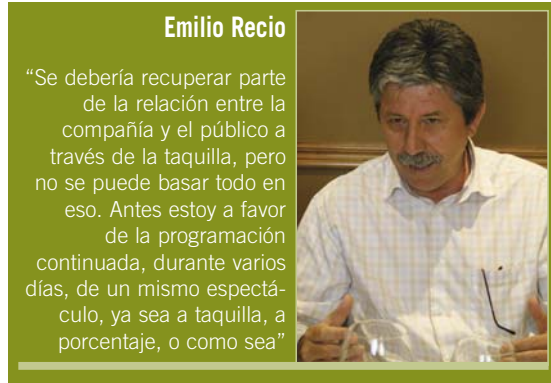 Emilio Recio
“Se debería recuperar parte
de la relación entre la
compañía y el público a
través de la taquilla, pero
no se puede basar todo en
eso. Antes estoy a favor
de la programación
continuada, durante varios
días, de un mismo espectá-
culo, ya sea a taquilla, a
porcentaje, o como sea”